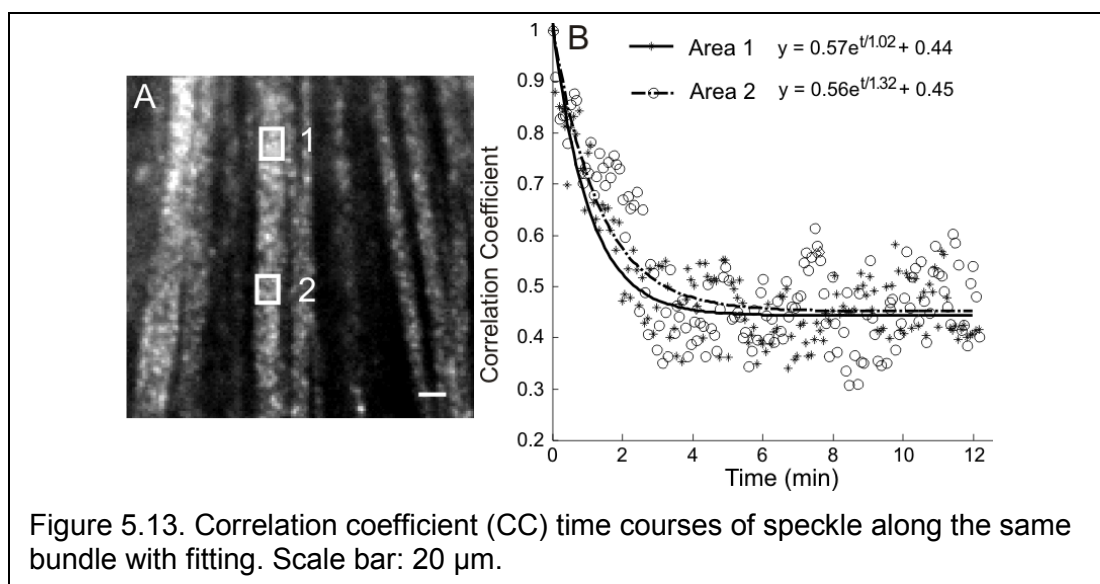 A
1
2
B
Area 1 y = 0.57e^t/1.02 + 0.44
Area 2 y = 0.56e^t/1.32 + 0.45
Correlation Coefficient
1
0.9
0.8
0.7
0.6
0.5
0.4
0.3
0.2
0 2 4 6 8 10 12
Time (min)
Figure 5.13. Correlation coefficient (CC) time courses of speckle along the same
bundle with fitting. Scale bar: 20 µm.